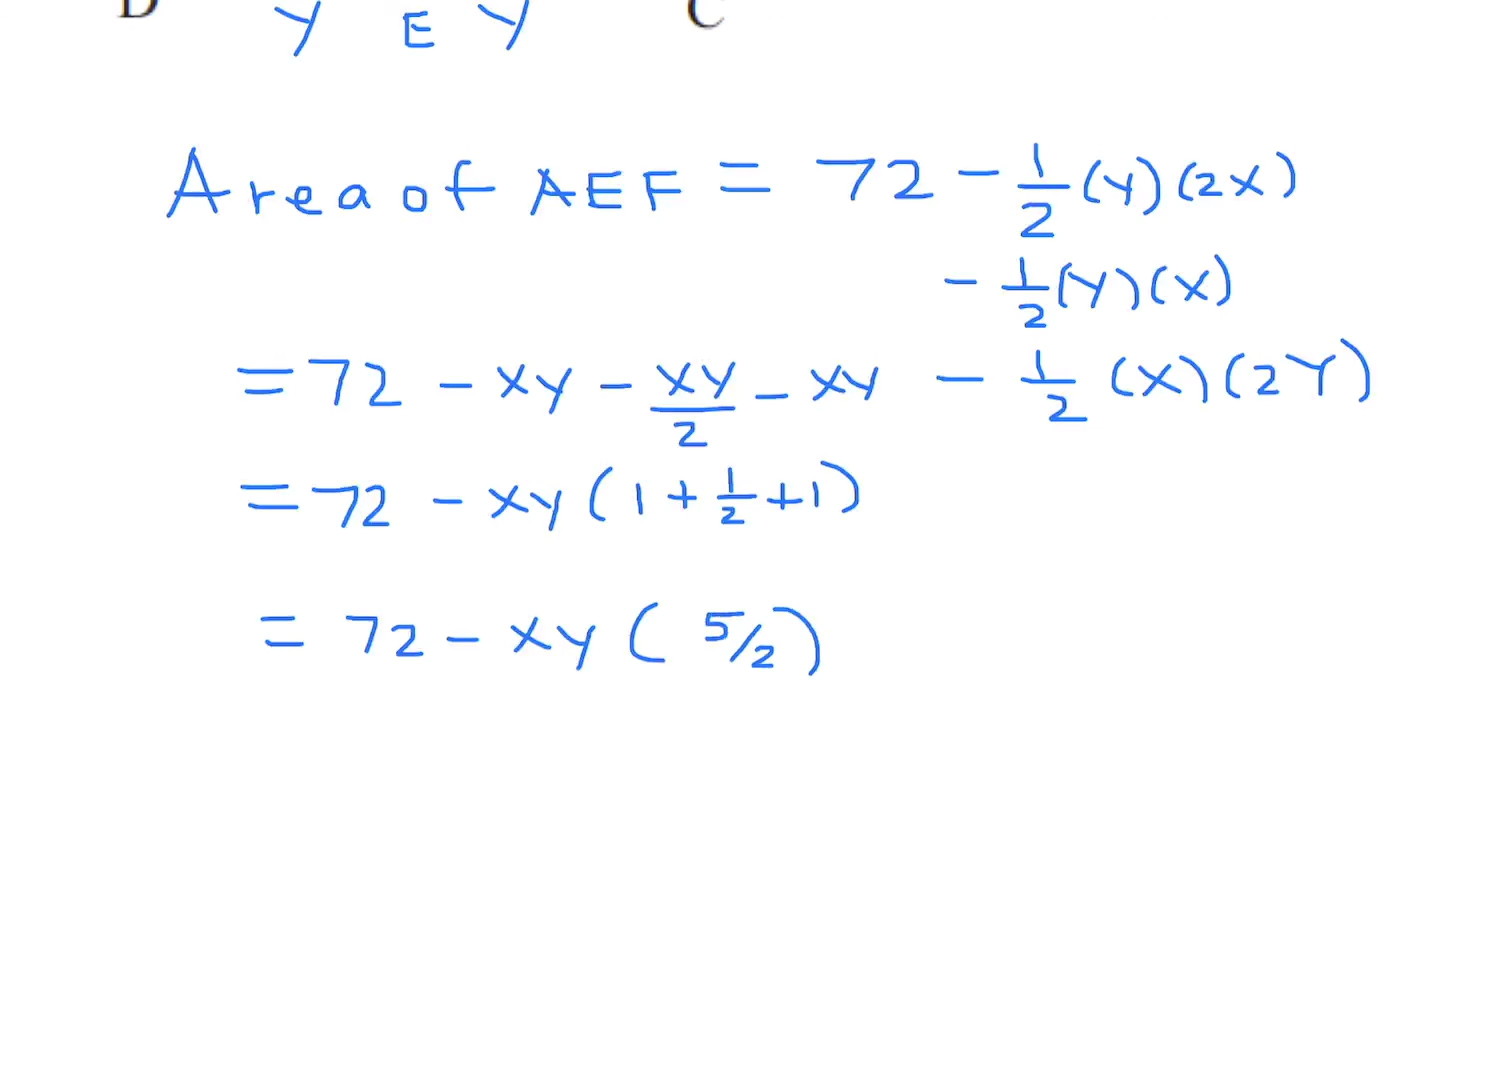 D Y E Y C
Area of AEF = 72 - 1/2 (Y)(2X)
- 1/2 (Y)(X)
- 1/2 (X)(2Y)
= 72 - XY - XY/2 - XY
= 72 - XY (1 + 1/2 + 1)
= 72 - XY ( 5/2 )